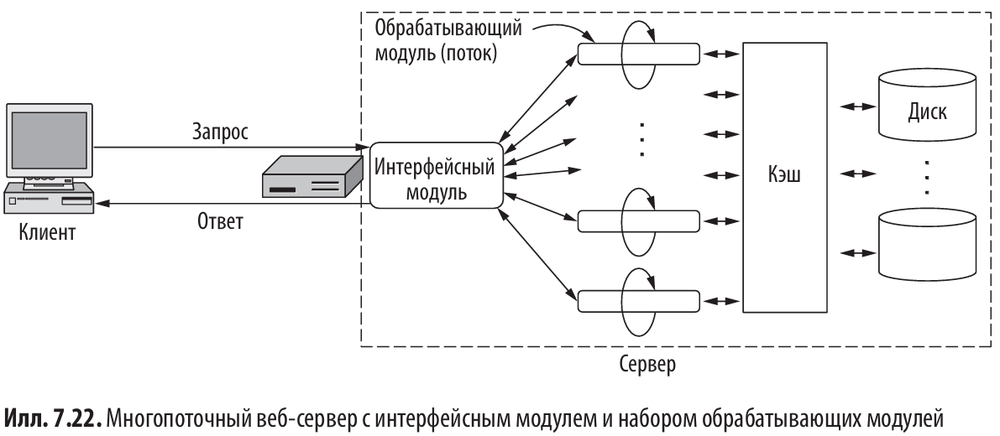 Обрабатывающий
модуль (поток)
Запрос
Интерфейсный
модуль
Ответ
Клиент
Кэш
Диск
Сервер
Илл. 7.22. Многопоточный веб-сервер с интерфейсным модулем и набором обрабатывающих модулей